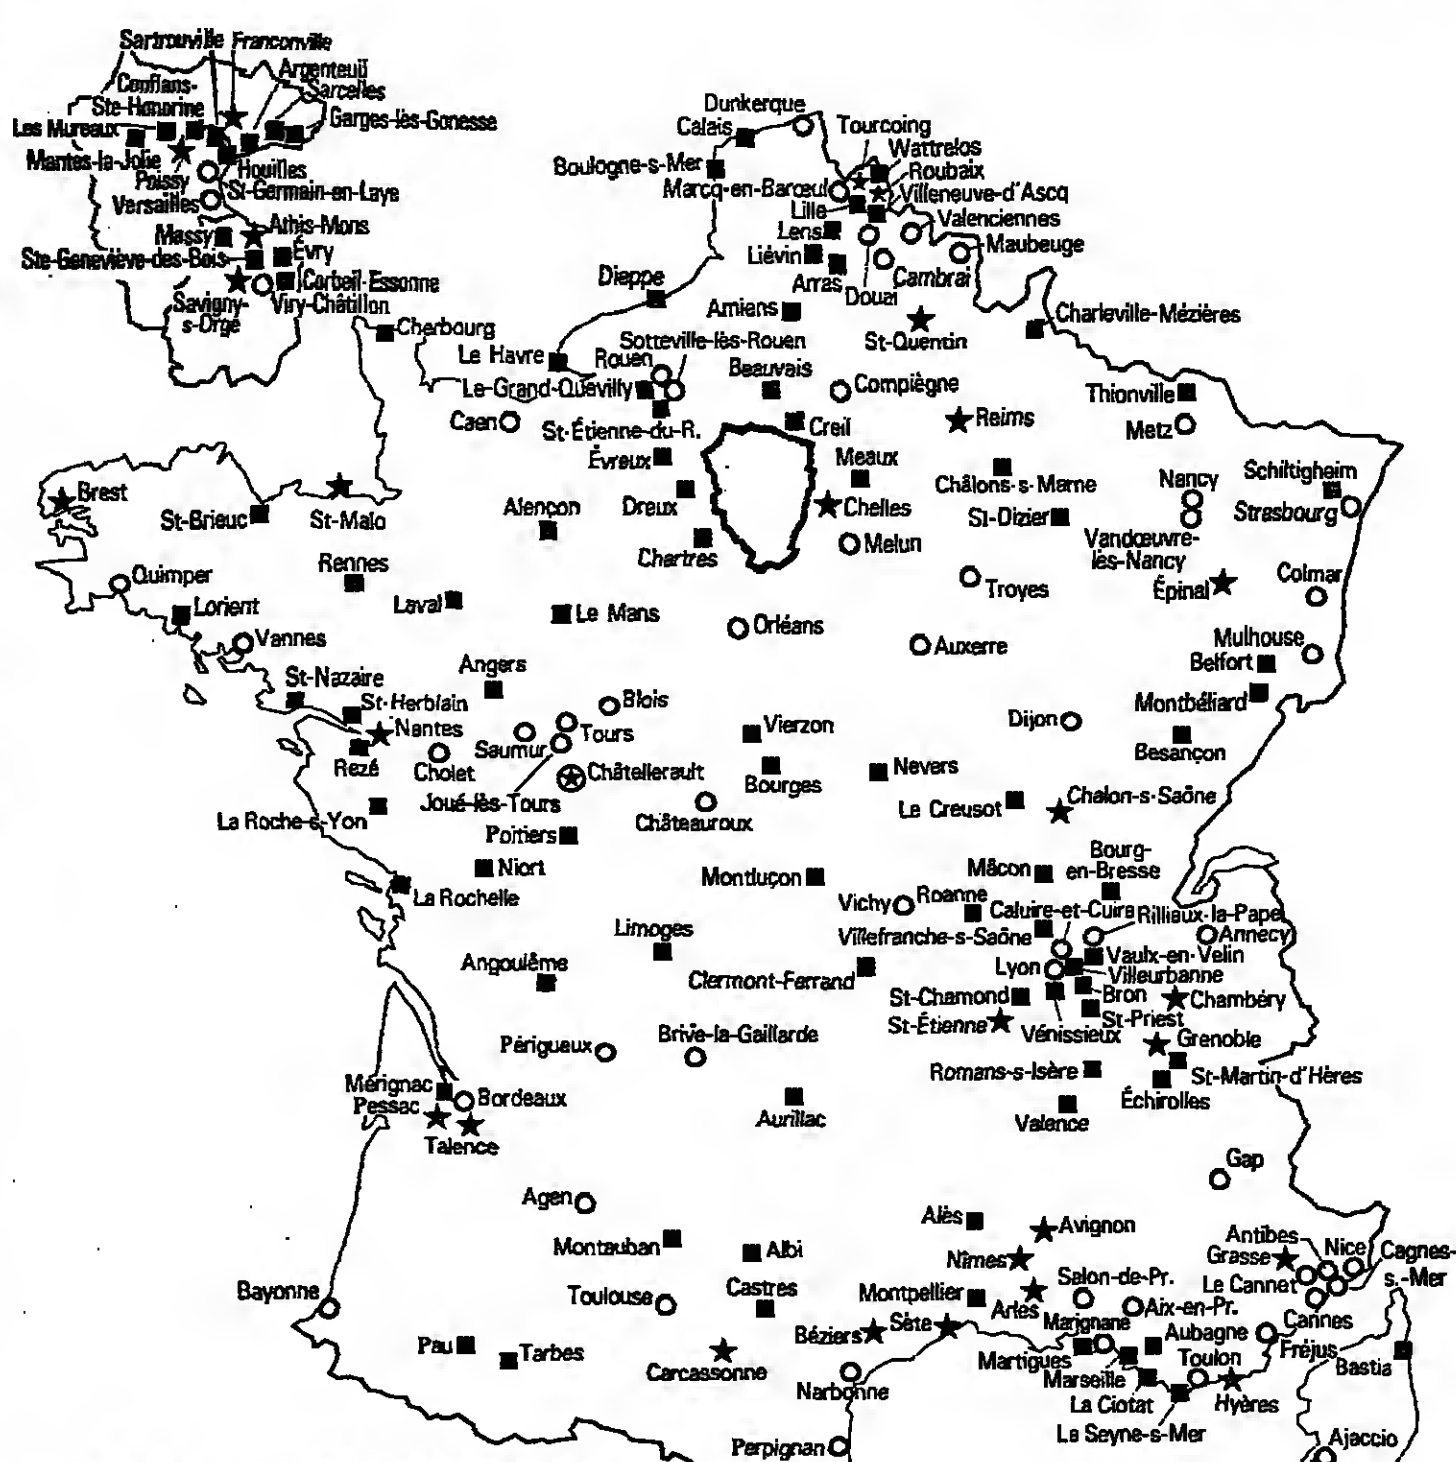 Sartrouville
Franconville
Argenteuil
Sarcelles
Conflans-
Ste-Honorine
Garges-lès-Gonesse
Les Mureaux
Mantes-la-Jolie
Poissy
Houilles
St-Germain-en-Laye
Versailles
Athis-Mons
Massy
Évry
Ste-Geneviève-des-Bois
Corbeil-Essonne
Savigny-
s-Orge
Viry-Châtillon
Dunkerque
Calais
Tourcoing
Wattrelos
Boulogne-s-Mer
Roubaix
Marcq-en-Barœul
Villeneuve-d'Ascq
Lille
Valenciennes
Lens
Maubeuge
Liévin
Cambrai
Arras
Douai
Dieppe
Amiens
Charleville-Mézières
St-Quentin
Cherbourg
Sotteville-lès-Rouen
Le Havre
Rouen
Beauvais
Le-Grand-Quevilly
Compiègne
Thionville
Caen
St-Étienne-du-R.
Creil
Reims
Metz
Évreux
Meaux
Châlons-s-Marne
Nancy
Schiltigheim
Brest
St-Brieuc
St-Malo
Alençon
Dreux
Chelles
St-Dizier
Strasbourg
Chartres
Melun
Vandœuvre-
lès-Nancy
Quimper
Rennes
Troyes
Épinal
Colmar
Lorient
Laval
Le Mans
Orléans
Auxerre
Vannes
Mulhouse
Belfort
Angers
St-Nazaire
St-Herblain
Blois
Montbéliard
Nantes
Saumur
Tours
Vierzon
Dijon
Besançon
Rezé
Cholet
Châtellerault
Bourges
Nevers
Joué-lès-Tours
Châteauroux
Le Creusot
Chalon-s-Saône
La Roche-s-Yon
Poitiers
Niort
Montluçon
Mâcon
Bourg-
en-Bresse
La Rochelle
Vichy
Roanne
Caluire-et-Cuire
Rillieux-la-Pape
Limoges
Villefranche-s-Saône
Annecy
Angoulême
Clermont-Ferrand
Lyon
Vaulx-en-Velin
Villeurbanne
St-Chamond
Bron
Chambéry
St-Étienne
Vénissieux
St-Priest
Périgueux
Brive-la-Gaillarde
Grenoble
Romans-s-Isère
St-Martin-d'Hères
Mérignac
Bordeaux
Pessac
Échirolles
Talence
Aurillac
Valence
Gap
Agen
Alès
Avignon
Montauban
Albi
Nîmes
Antibes
Grasse
Nice
Cagnes-
s.-Mer
Bayonne
Toulouse
Castres
Montpellier
Salon-de-Pr.
Le Cannet
Arles
Aix-en-Pr.
Cannes
Pau
Tarbes
Béziers
Sète
Marignane
Aubagne
Fréjus
Bastia
Carcassonne
Martigues
Toulon
Narbonne
Marseille
La Ciotat
Hyères
Perpignan
La Seyne-s-Mer
Ajaccio